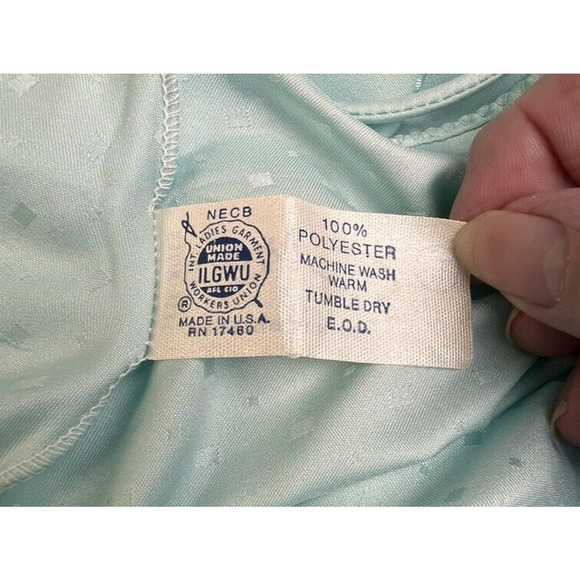 NECB
INT. LADIES GARMENT
UNION
MADE
ILGWU
AFL CIO
WORKERS UNION
®
MADE IN U.S.A.
RN 17480
100%
POLYESTER
MACHINE WASH
WARM
TUMBLE DRY
E.O.D.